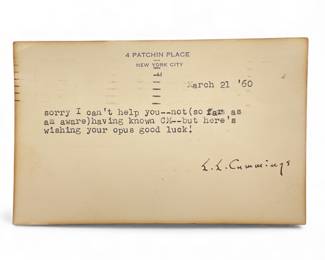 4 PATCHIN PLACE
NEW YORK CITY
March 21 '60
sorry I can't help you--not(so far as
am aware)having known CM--but here's
wishing your opus good luck!
E. E. Cummings